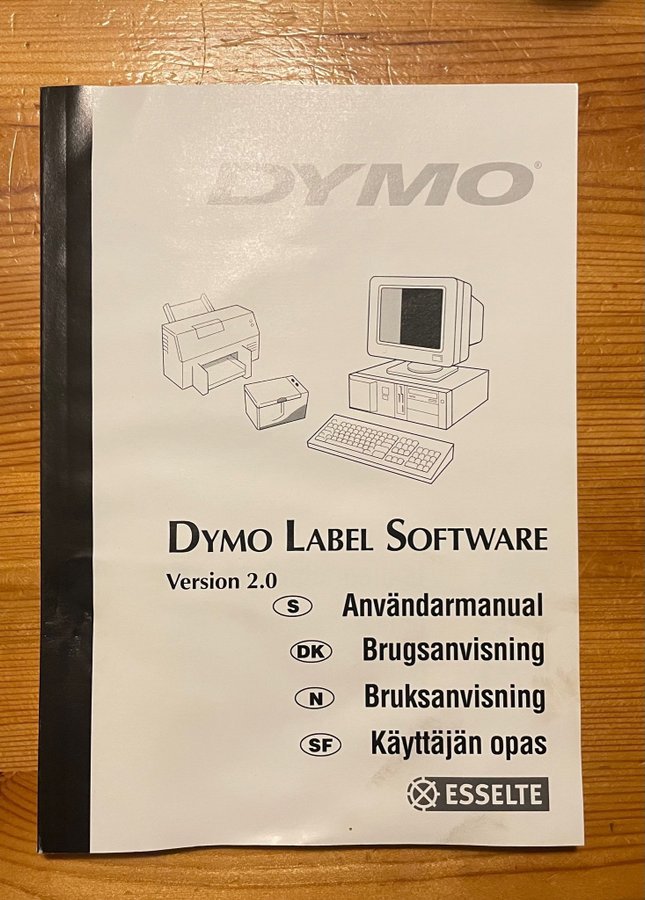 DYMO®
DYMO LABEL SOFTWARE
Version 2.0
S Användarmanual
DK Brugsanvisning
N Bruksanvisning
SF Käyttäjän opas
ESSELTE